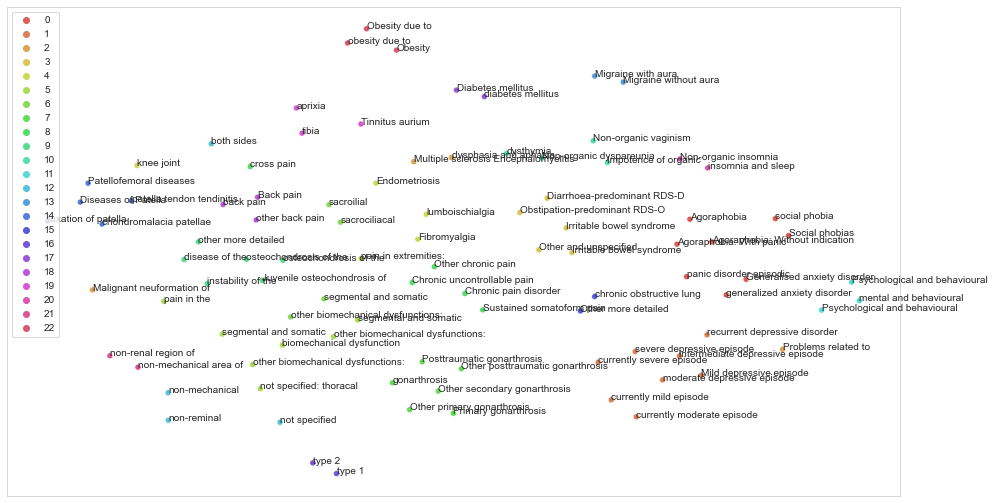 0
1
2
3
4
5
6
7
8
9
10
11
12
13
14
15
16
17
18
19
20
21
22
Obesity due to
obesity due to
Obesity
Migraine with aura
Migraine without aura
Diabetes mellitus
diabetes mellitus
aprixia
Tinnitus aurium
tibia
both sides
Non-organic vaginism
dysthymia
dysphasia and
Non-organic dyspareunia
Multiple sclerosis Encephalomyelitis
Impotence of organic
Non-organic insomnia
insomnia and sleep
knee joint
cross pain
Patellofemoral diseases
Endometriosis
Back pain
back pain
Patella tendon tendinitis
Diseases of
sacroilial
Diarrhoea-predominant RDS-D
Obstipation-predominant RDS-O
lumboischialgia
other back pain
sacrociliacal
of patella
chondromalacia patellae
Irritable bowel syndrome
Agoraphobia
social phobia
Social phobias
Fibromyalgia
other more detailed
Agoraphobia: With panic
Agoraphobia: Without indication
Other and unspecified
Irritable bowel syndrome
disease of the
osteochondrosis of the
osteochondrosis of the
pain in extremities:
Other chronic pain
instability of the
Juvenile osteochondrosis of
Chronic uncontrollable pain
panic disorder episodic
Generalised anxiety disorder
Psychological and behavioural
Malignant neuformation of
pain in the
segmental and somatic
Chronic pain disorder
chronic obstructive lung
generalized anxiety disorder
mental and behavioural
Sustained somatoform pain
Other more detailed
Psychological and behavioural
other biomechanical dysfunctions:
segmental and somatic
segmental and somatic
other biomechanical dysfunctions:
biomechanical dysfunction
recurrent depressive disorder
Problems related to
severe depressive episode
Intermediate depressive episode
non-renal region of
non-mechanical area of
other biomechanical dysfunctions:
Posttraumatic gonarthrosis
Other posttraumatic gonarthrosis
currently severe episode
Mild depressive episode
moderate depressive episode
gonarthrosis
not specified: thoracal
non-mechanical
Other secondary gonarthrosis
currently mild episode
Other primary gonarthrosis
Primary gonarthrosis
currently moderate episode
non-reminal
not specified
type 2
type 1